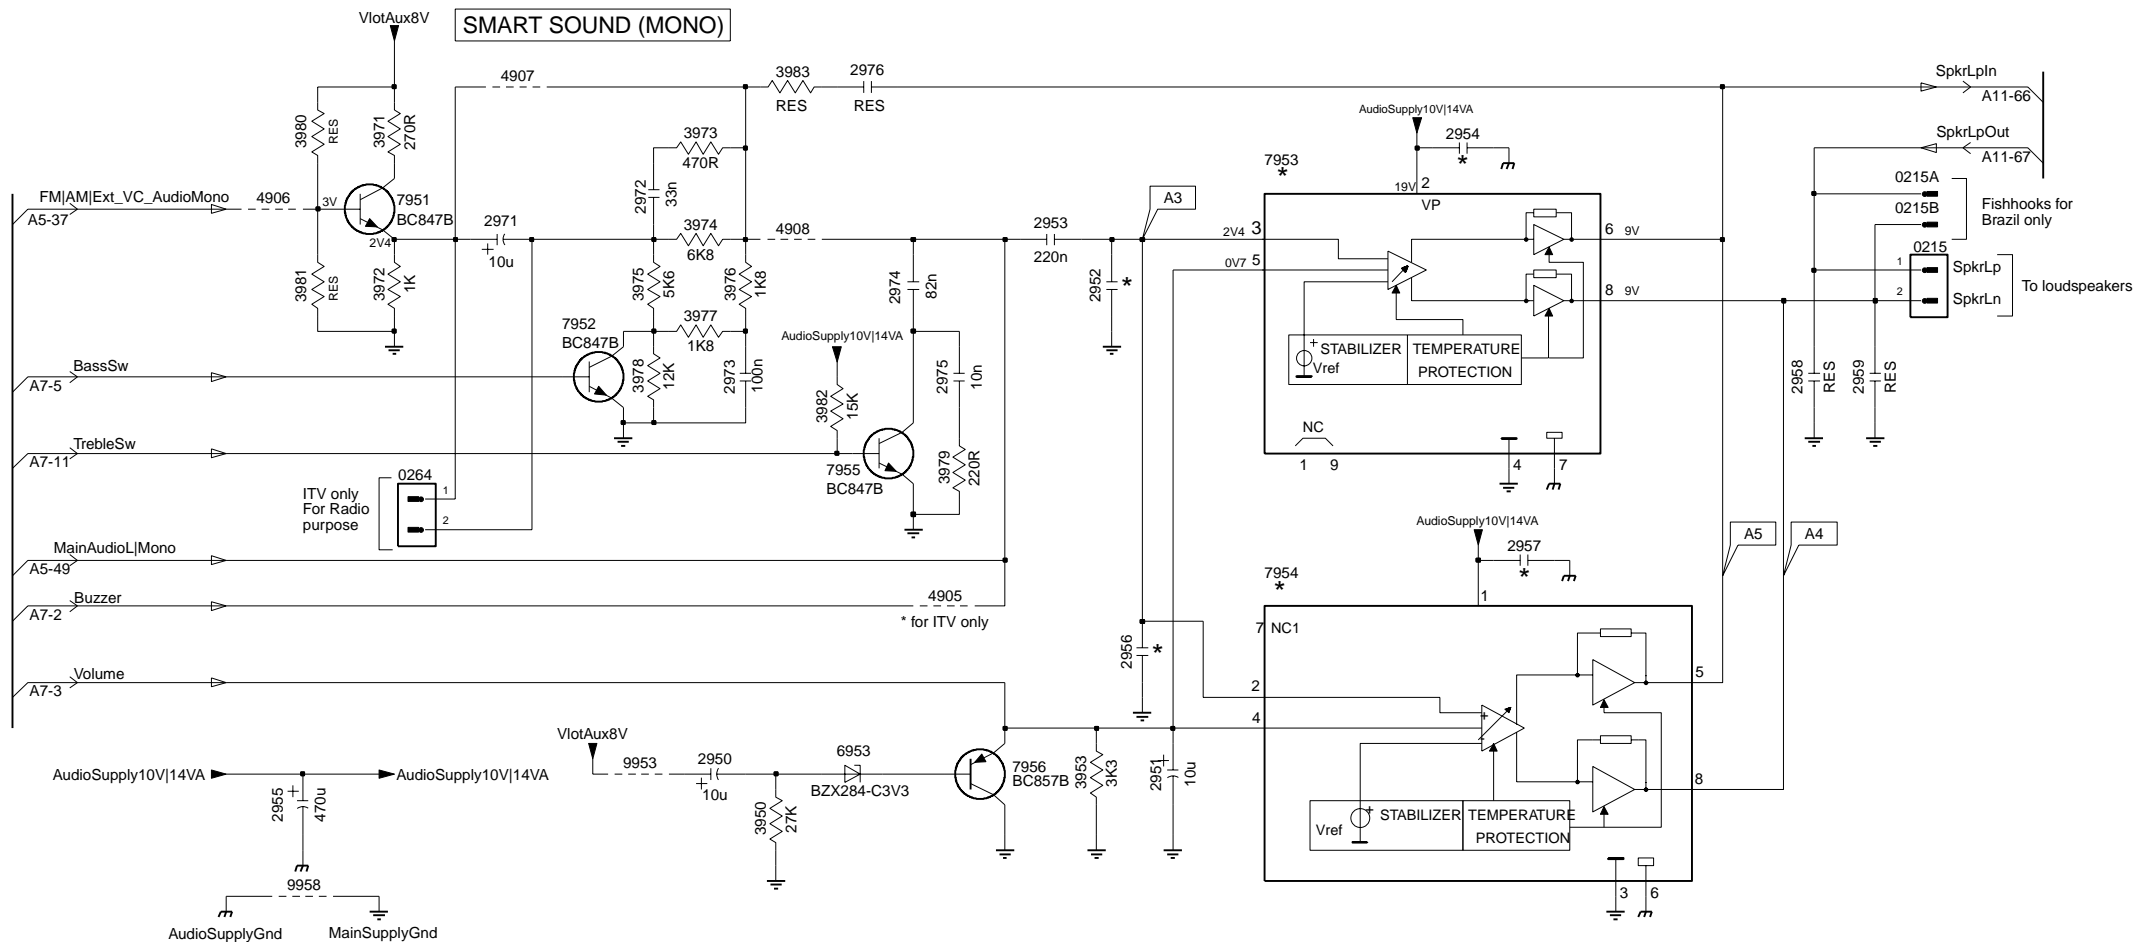 SMART SOUND (MONO)
VlotAux8V
4907
3983
RES
2976
RES
SpkrLpIn
A11-66
3980
RES
3971
270R
3973
470R
AudioSupply10V|14VA
2954
*
SpkrLpOut
A11-67
7953
*
0215A
0215B
Fishhooks for
Brazil only
FM|AM|Ext_VC_AudioMono
A5-37
4906
3V
7951
BC847B
2972
33n
A3
19V
2
VP
2V4
2971
+
10u
3974
6K8
4908
2953
220n
2V4
3
6
9V
0215
3981
RES
3972
1K
3975
5K6
3976
1K8
2974
82n
2952
*
0V7
5
8
9V
1
SpkrLp
2
SpkrLn
To loudspeakers
7952
BC847B
3977
1K8
AudioSupply10V|14VA
+
STABILIZER
Vref
TEMPERATURE
PROTECTION
BassSw
A7-5
3978
12K
2973
100n
3982
15K
2975
10n
2958
RES
2959
RES
TrebleSw
A7-11
7955
BC847B
3979
220R
NC
1
9
4
7
ITV only
For Radio
purpose
0264
1
2
MainAudioL|Mono
A5-49
AudioSupply10V|14VA
2957
*
A5
A4
7954
*
1
Buzzer
A7-2
4905
* for ITV only
7
NC1
2956
*
Volume
A7-3
2
4
5
8
+
-
VlotAux8V
9953
2950
+
10u
6953
BZX284-C3V3
7956
BC857B
3953
3K3
2951
+
10u
3950
27K
AudioSupply10V|14VA
AudioSupply10V|14VA
2955
+
470u
Vref
+
STABILIZER
TEMPERATURE
PROTECTION
3
6
9958
AudioSupplyGnd
MainSupplyGnd